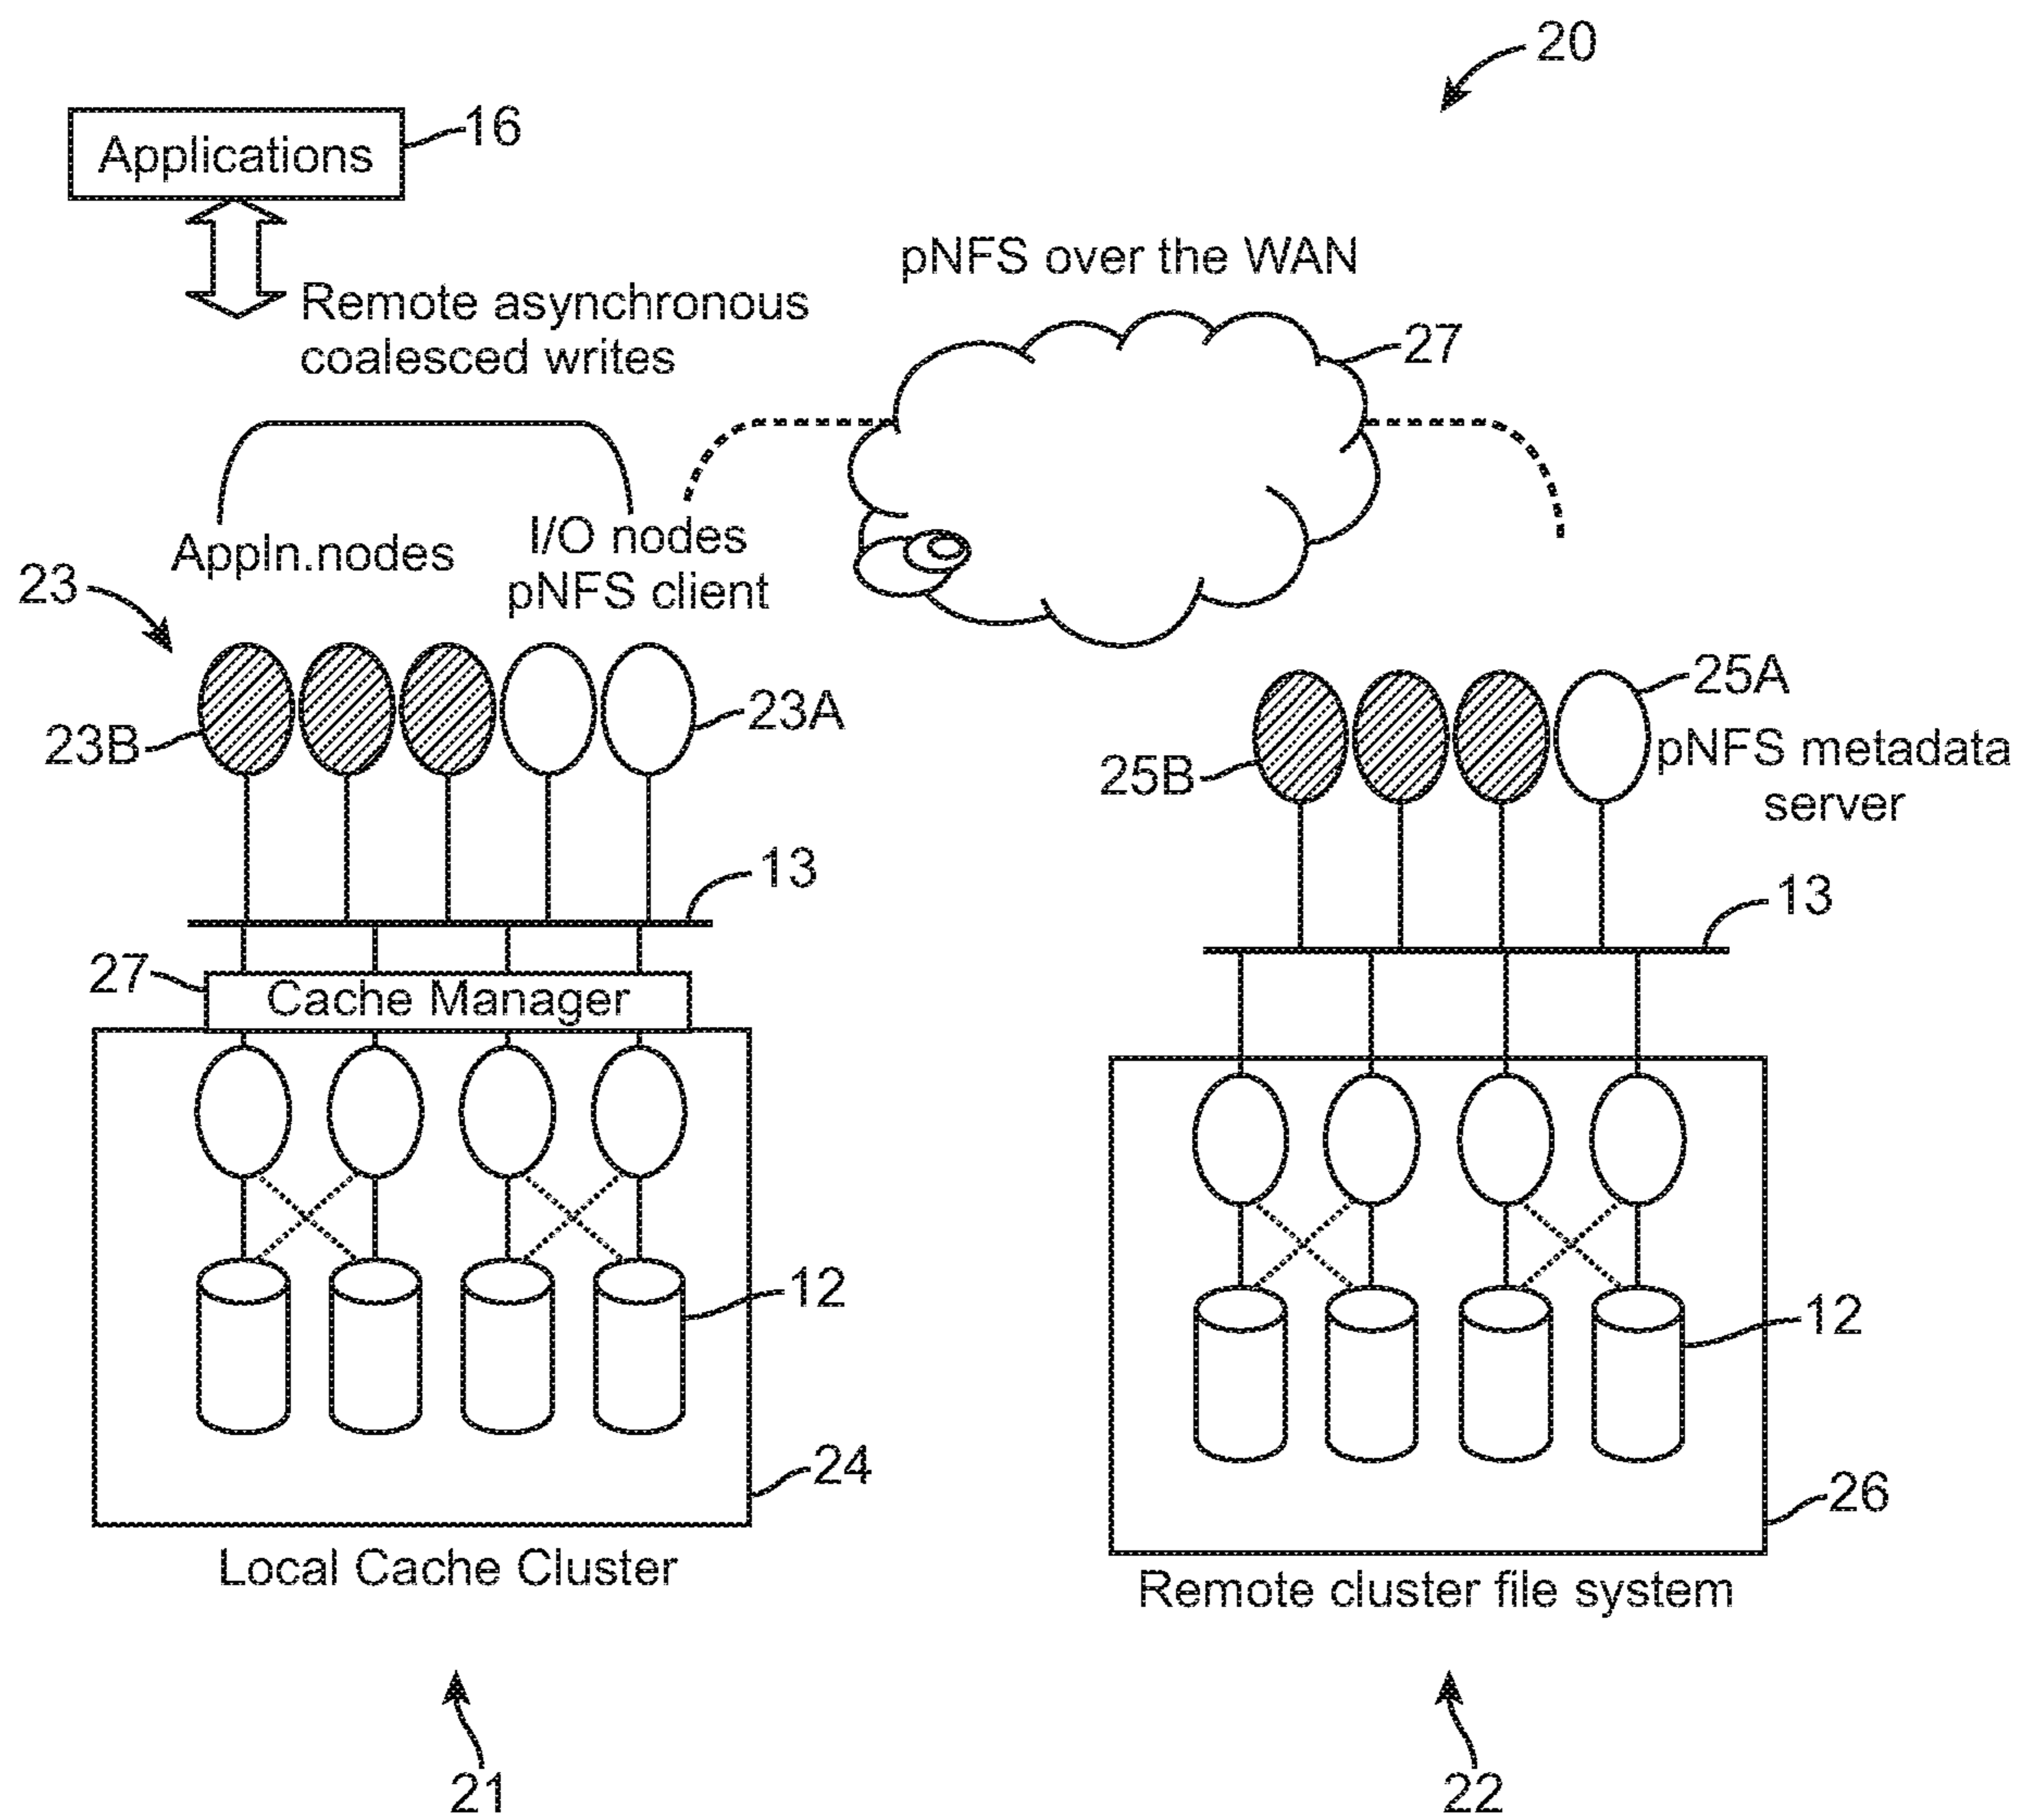 20
Applications
16
pNFS over the WAN
Remote asynchronous
coalesced writes
27
Appln.nodes
I/O nodes
pNFS client
23
23B
23A
25A
25B
pNFS metadata
server
13
13
27
Cache Manager
12
12
24
26
Local Cache Cluster
Remote cluster file system
21
22